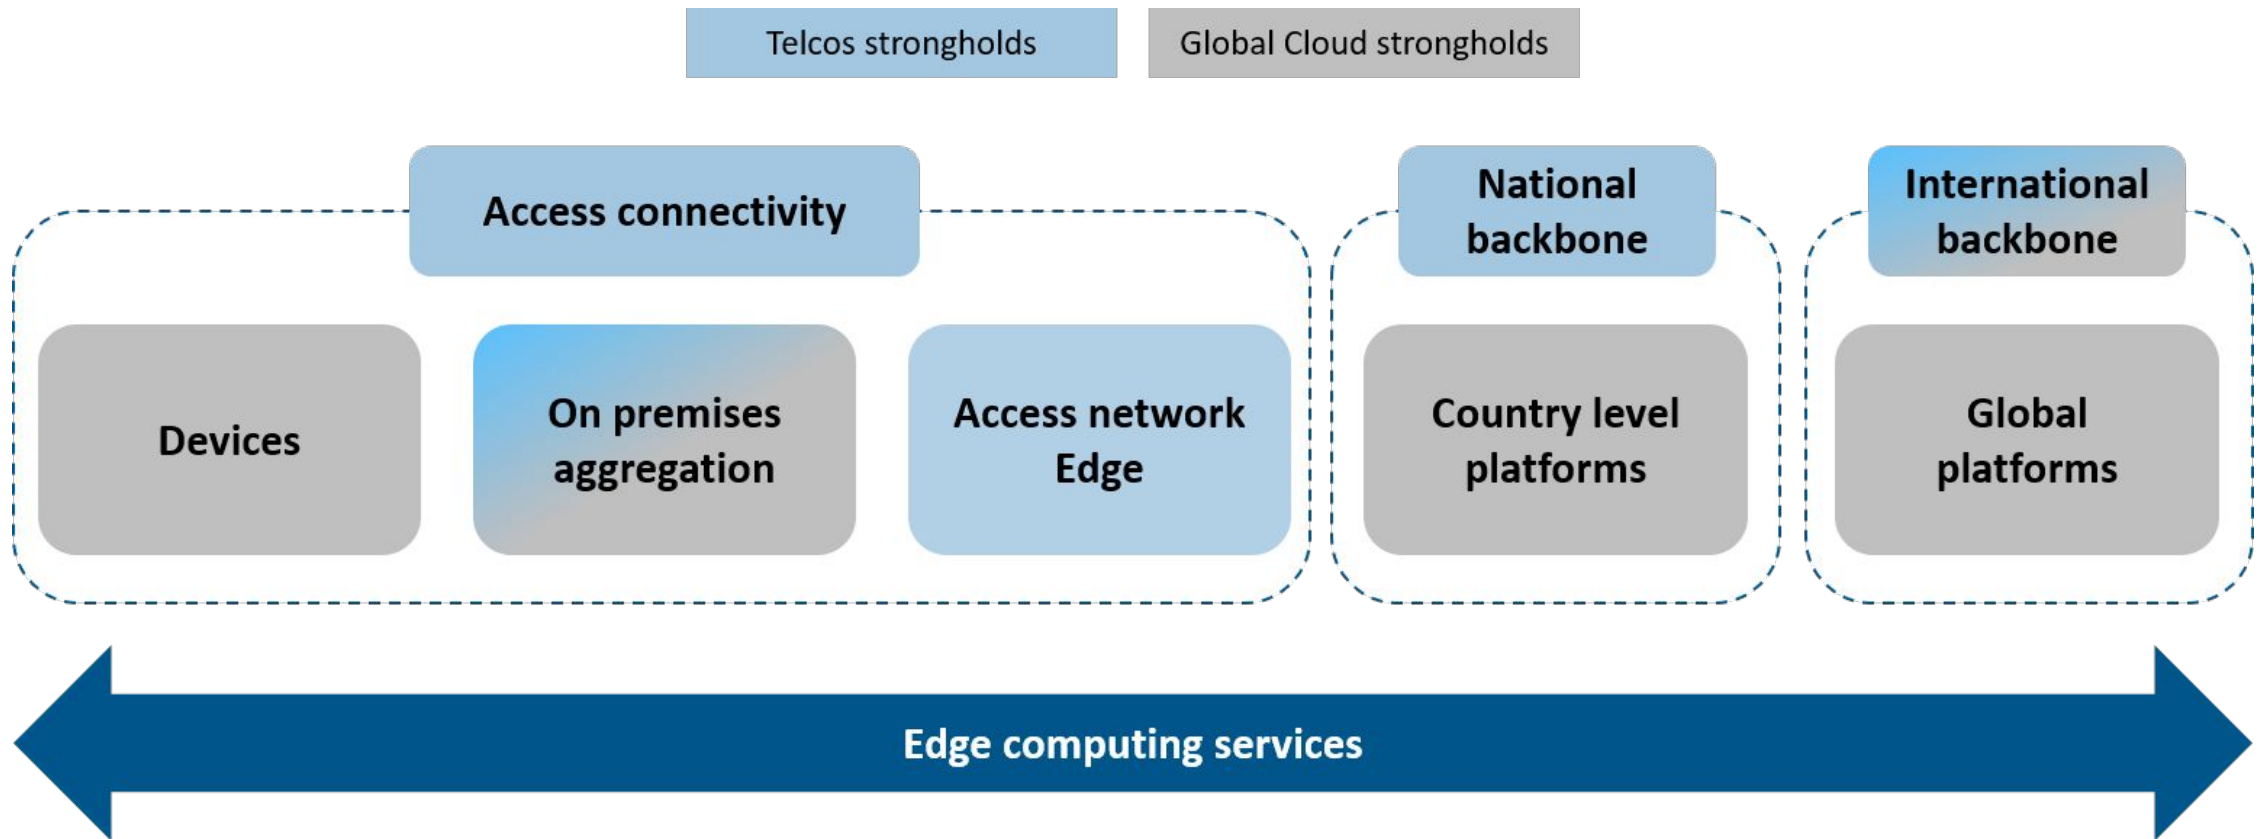 Telcos strongholds
Global Cloud strongholds
Access connectivity
National
backbone
International
backbone
Devices
On premises
aggregation
Access network
Edge
Country level
platforms
Global
platforms
Edge computing services